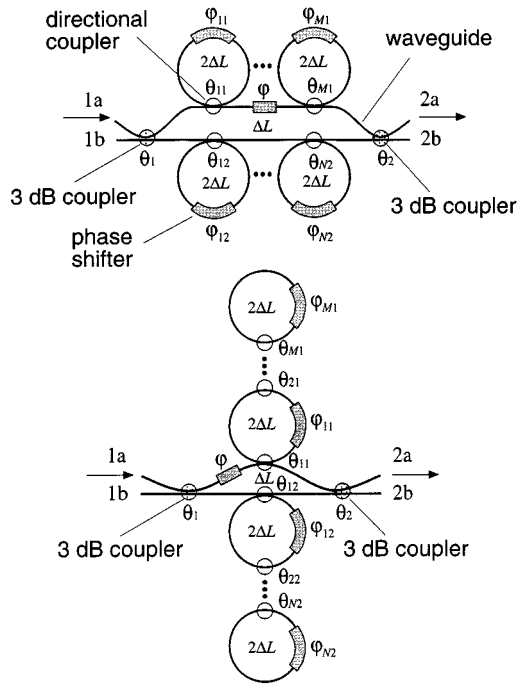 directional
coupler
φ11
φM1
waveguide
2ΔL
2ΔL
θ11
φ
θM1
1a
2a
1b
ΔL
2b
θ1
θ12
θN2
θ2
3 dB coupler
2ΔL
2ΔL
3 dB coupler
phase
shifter
φ12
φN2
2ΔL
φM1
θM1
θ21
2ΔL
φ11
1a
φ
θ11
2a
1b
ΔL
θ12
2b
θ1
θ2
3 dB coupler
2ΔL
φ12
3 dB coupler
θ22
θN2
2ΔL
φN2